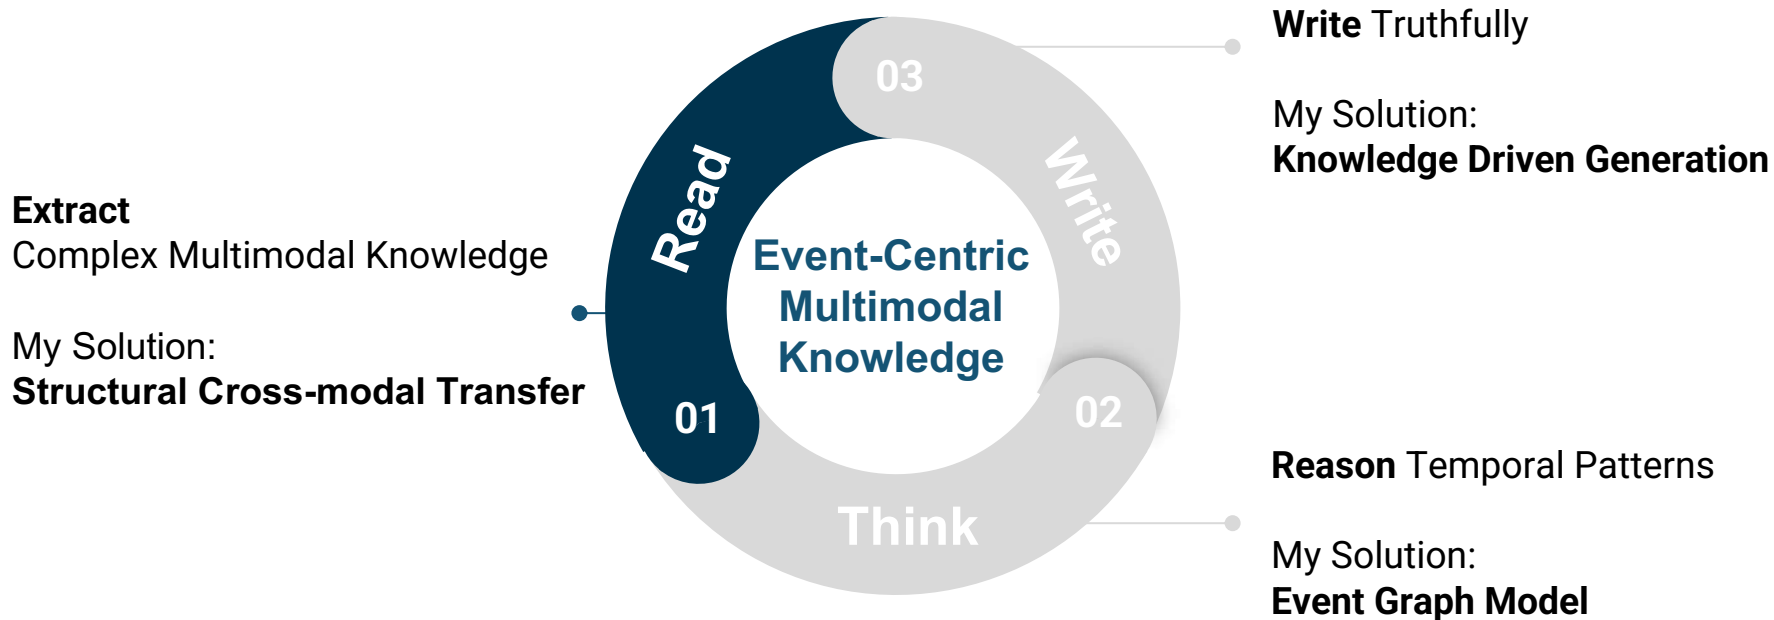 Extract
Complex Multimodal Knowledge
My Solution:
Structural Cross-modal Transfer
Read
01
Event-Centric
Multimodal
Knowledge
Think
02
Reason Temporal Patterns
My Solution:
Event Graph Model
03
Write
Write Truthfully
My Solution:
Knowledge Driven Generation